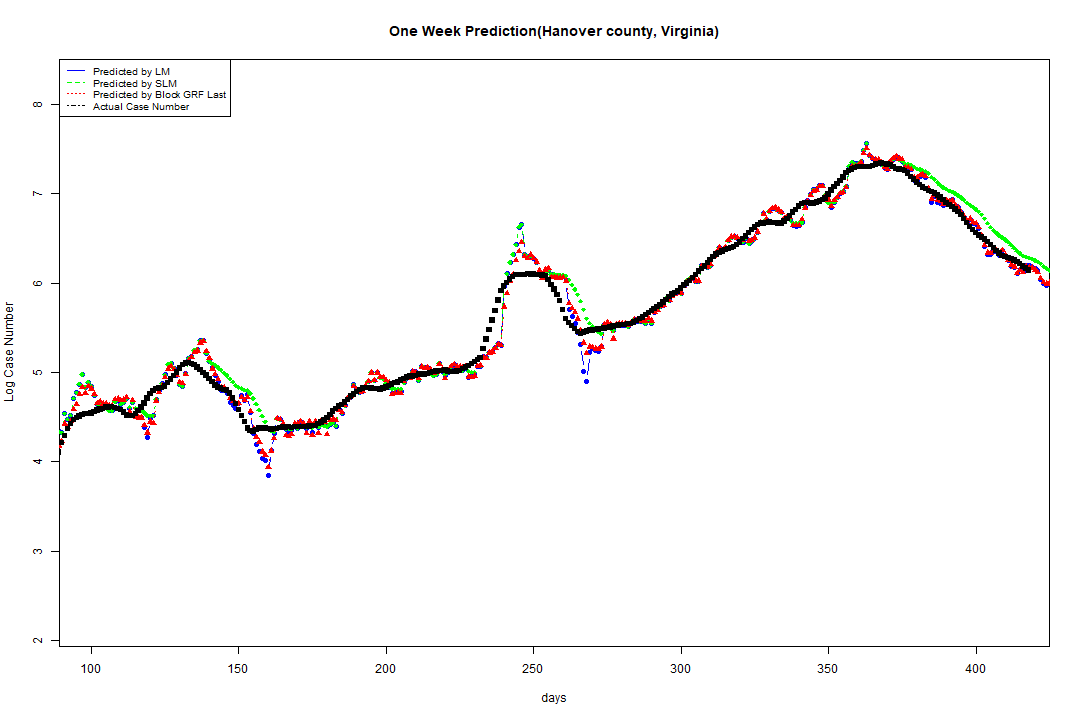 One Week Prediction(Hanover county, Virginia)
Predicted by LM
Predicted by SLM
Predicted by Block GRF Last
Actual Case Number
8
7
6
5
4
3
2
Log Case Number
100 150 200 250 300 350 400
days